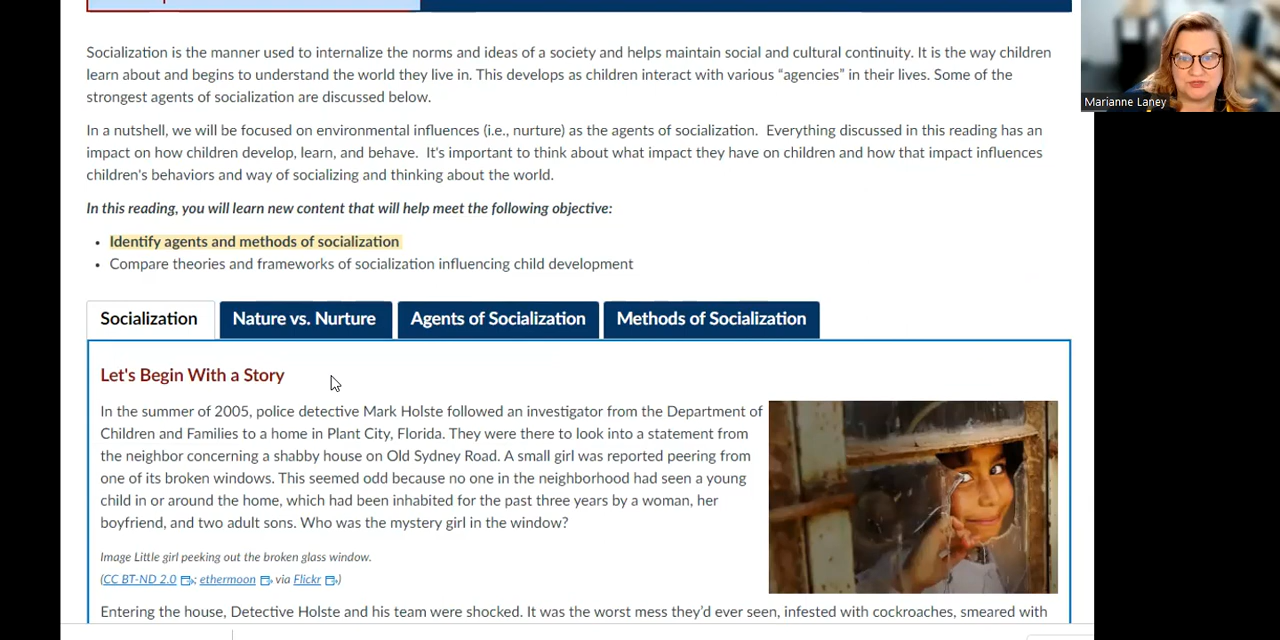 Marianne Laney
Socialization is the manner used to internalize the norms and ideas of a society and helps maintain social and cultural continuity. It is the way children
learn about and begins to understand the world they live in. This develops as children interact with various “agencies” in their lives. Some of the
strongest agents of socialization are discussed below.
In a nutshell, we will be focused on environmental influences (i.e., nurture) as the agents of socialization. Everything discussed in this reading has an
impact on how children develop, learn, and behave. It's important to think about what impact they have on children and how that impact influences
children's behaviors and way of socializing and thinking about the world.
In this reading, you will learn new content that will help meet the following objective:
• Identify agents and methods of socialization
• Compare theories and frameworks of socialization influencing child development
Socialization Nature vs. Nurture Agents of Socialization Methods of Socialization
Let's Begin With a Story
In the summer of 2005, police detective Mark Holste followed an investigator from the Department of
Children and Families to a home in Plant City, Florida. They were there to look into a statement from
the neighbor concerning a shabby house on Old Sydney Road. A small girl was reported peering from
one of its broken windows. This seemed odd because no one in the neighborhood had seen a young
child in or around the home, which had been inhabited for the past three years by a woman, her
boyfriend, and two adult sons. Who was the mystery girl in the window?
Image Little girl peeking out the broken glass window.
(CC BT-ND 2.0; ethermoon, via Flickr)
Entering the house, Detective Holste and his team were shocked. It was the worst mess they’d ever seen, infested with cockroaches, smeared with